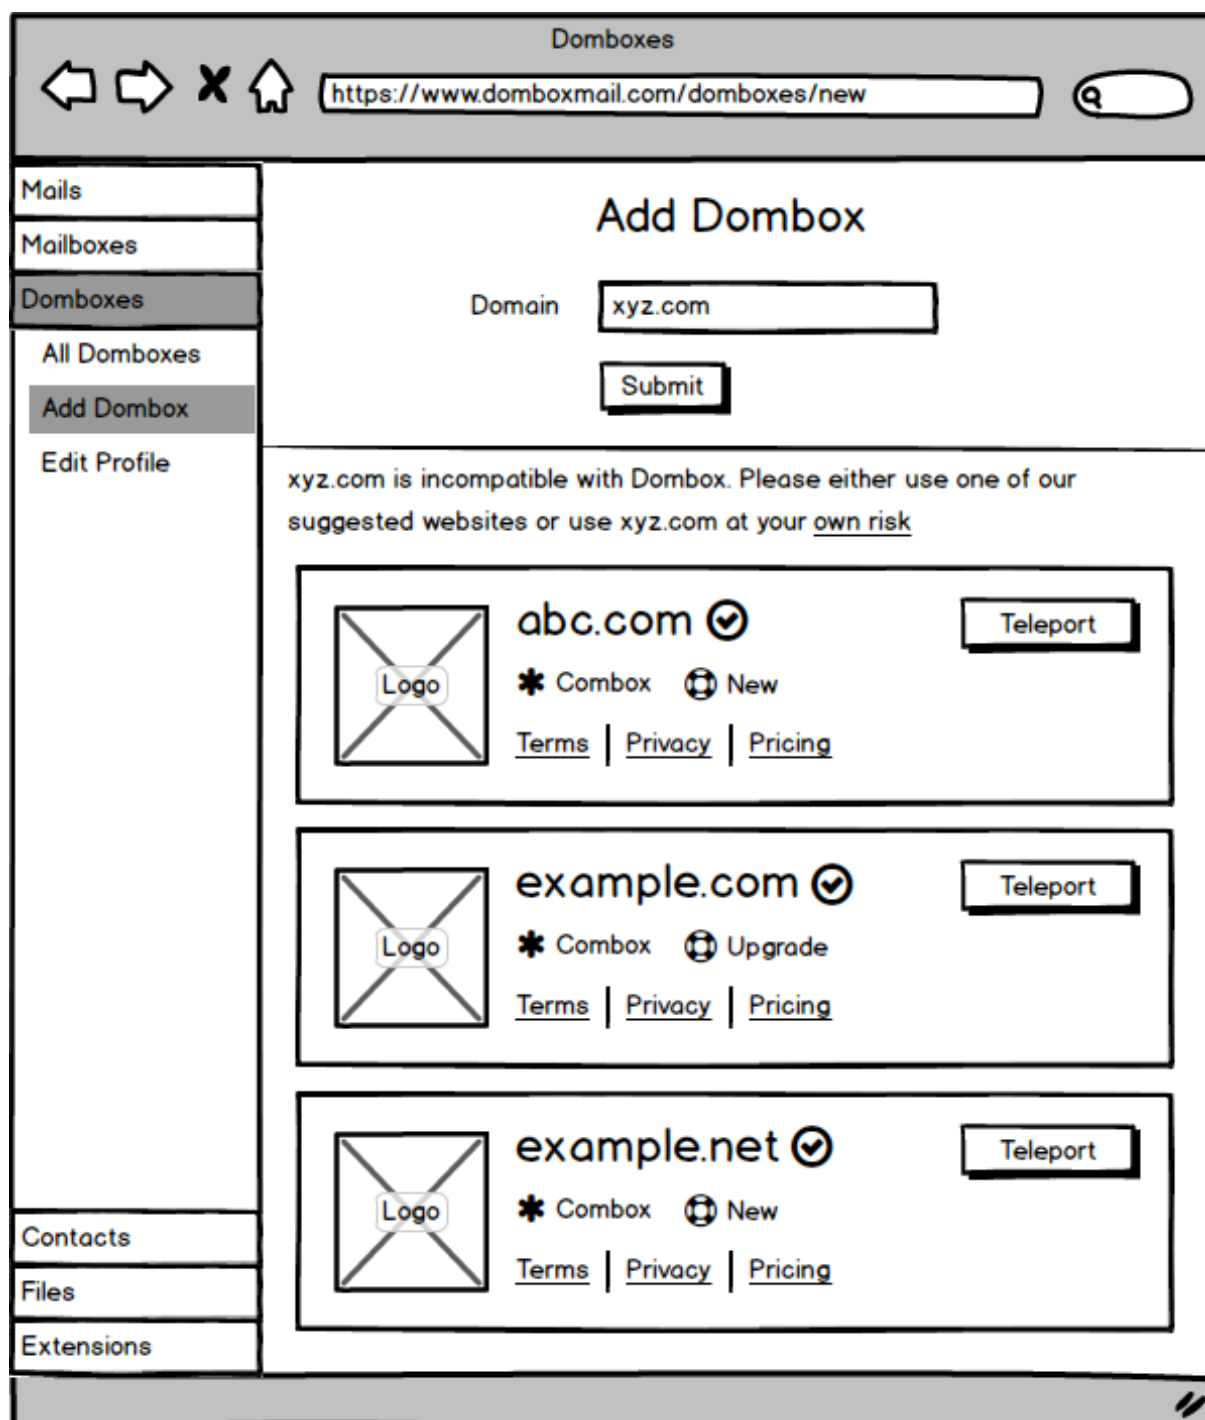 Domboxes
https://www.domboxmail.com/domboxes/new
Mails
Mailboxes
Domboxes
All Domboxes
Add Dombox
Edit Profile
Contacts
Files
Extensions
Add Dombox
Domain xyz.com
Submit
xyz.com is incompatible with Dombox. Please either use one of our
suggested websites or use xyz.com at your own risk
Logo
abc.com
Teleport
Combox New
Terms Privacy Pricing
Logo
example.com
Teleport
Combox Upgrade
Terms Privacy Pricing
Logo
example.net
Teleport
Combox New
Terms Privacy Pricing